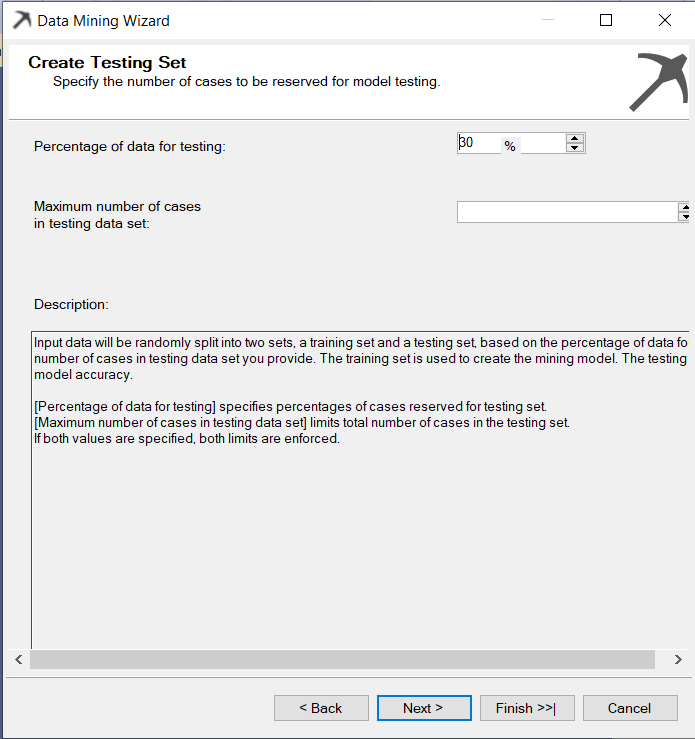 Data Mining Wizard
Create Testing Set
Specify the number of cases to be reserved for model testing.
Percentage of data for testing:
30 %
Maximum number of cases
in testing data set:
Description:
Input data will be randomly split into two sets, a training set and a testing set, based on the percentage of data fo
number of cases in testing data set you provide. The training set is used to create the mining model. The testing
model accuracy.
[Percentage of data for testing] specifies percentages of cases reserved for testing set.
[Maximum number of cases in testing data set] limits total number of cases in the testing set.
If both values are specified, both limits are enforced.
< Back
Next >
Finish >>|
Cancel